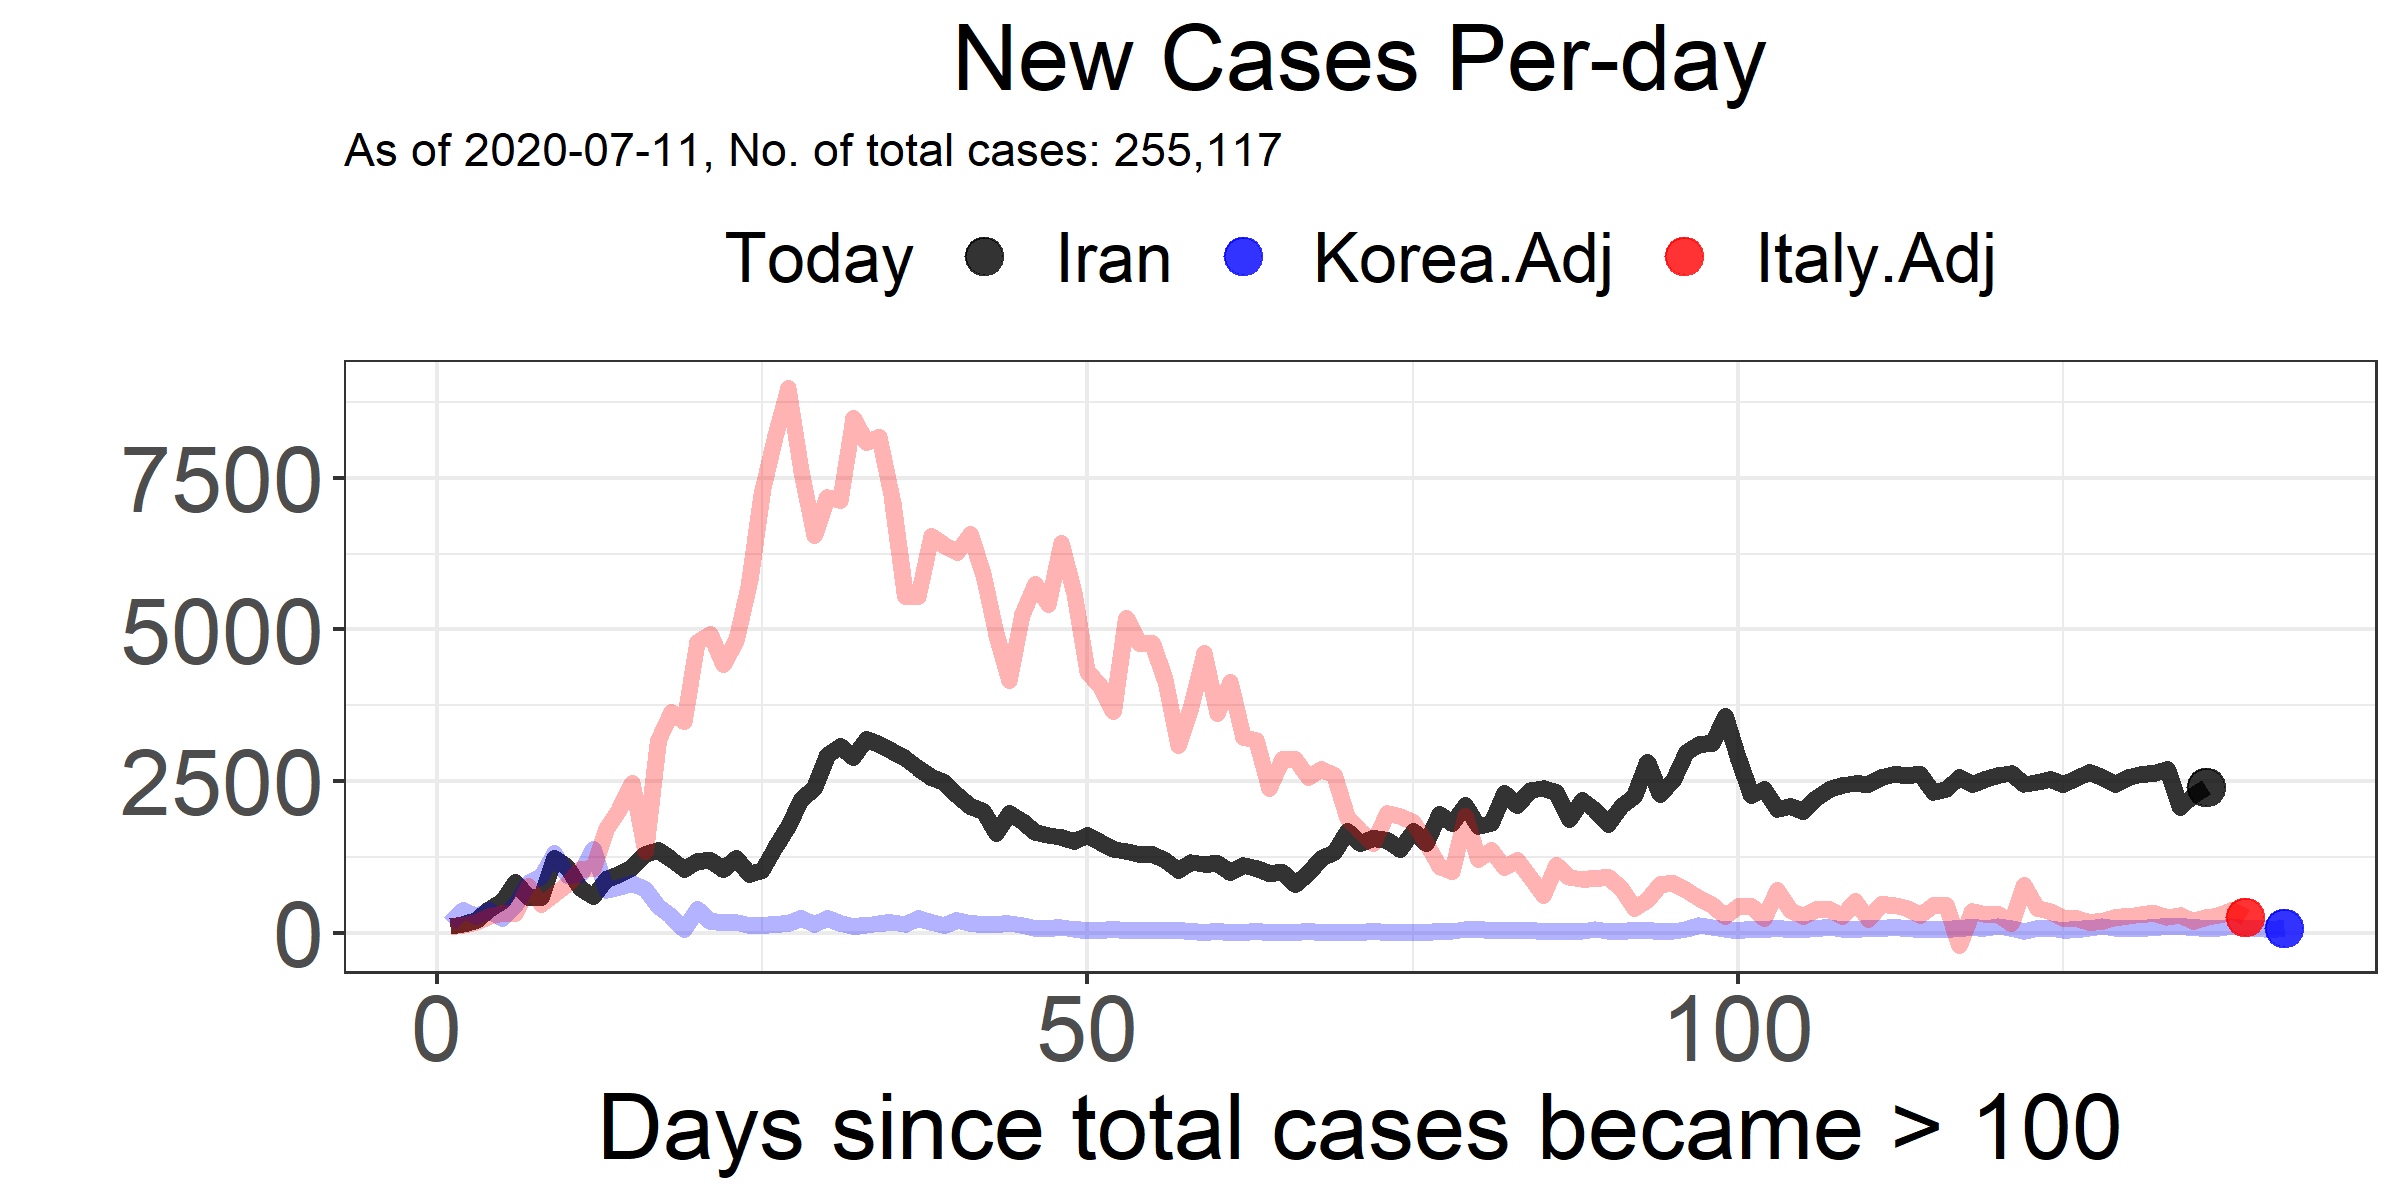 New Cases Per-day
As of 2020-07-11, No. of total cases: 255,117
Today Iran Korea.Adj Italy.Adj
7500
5000
2500
0
0 50 100
Days since total cases became > 100